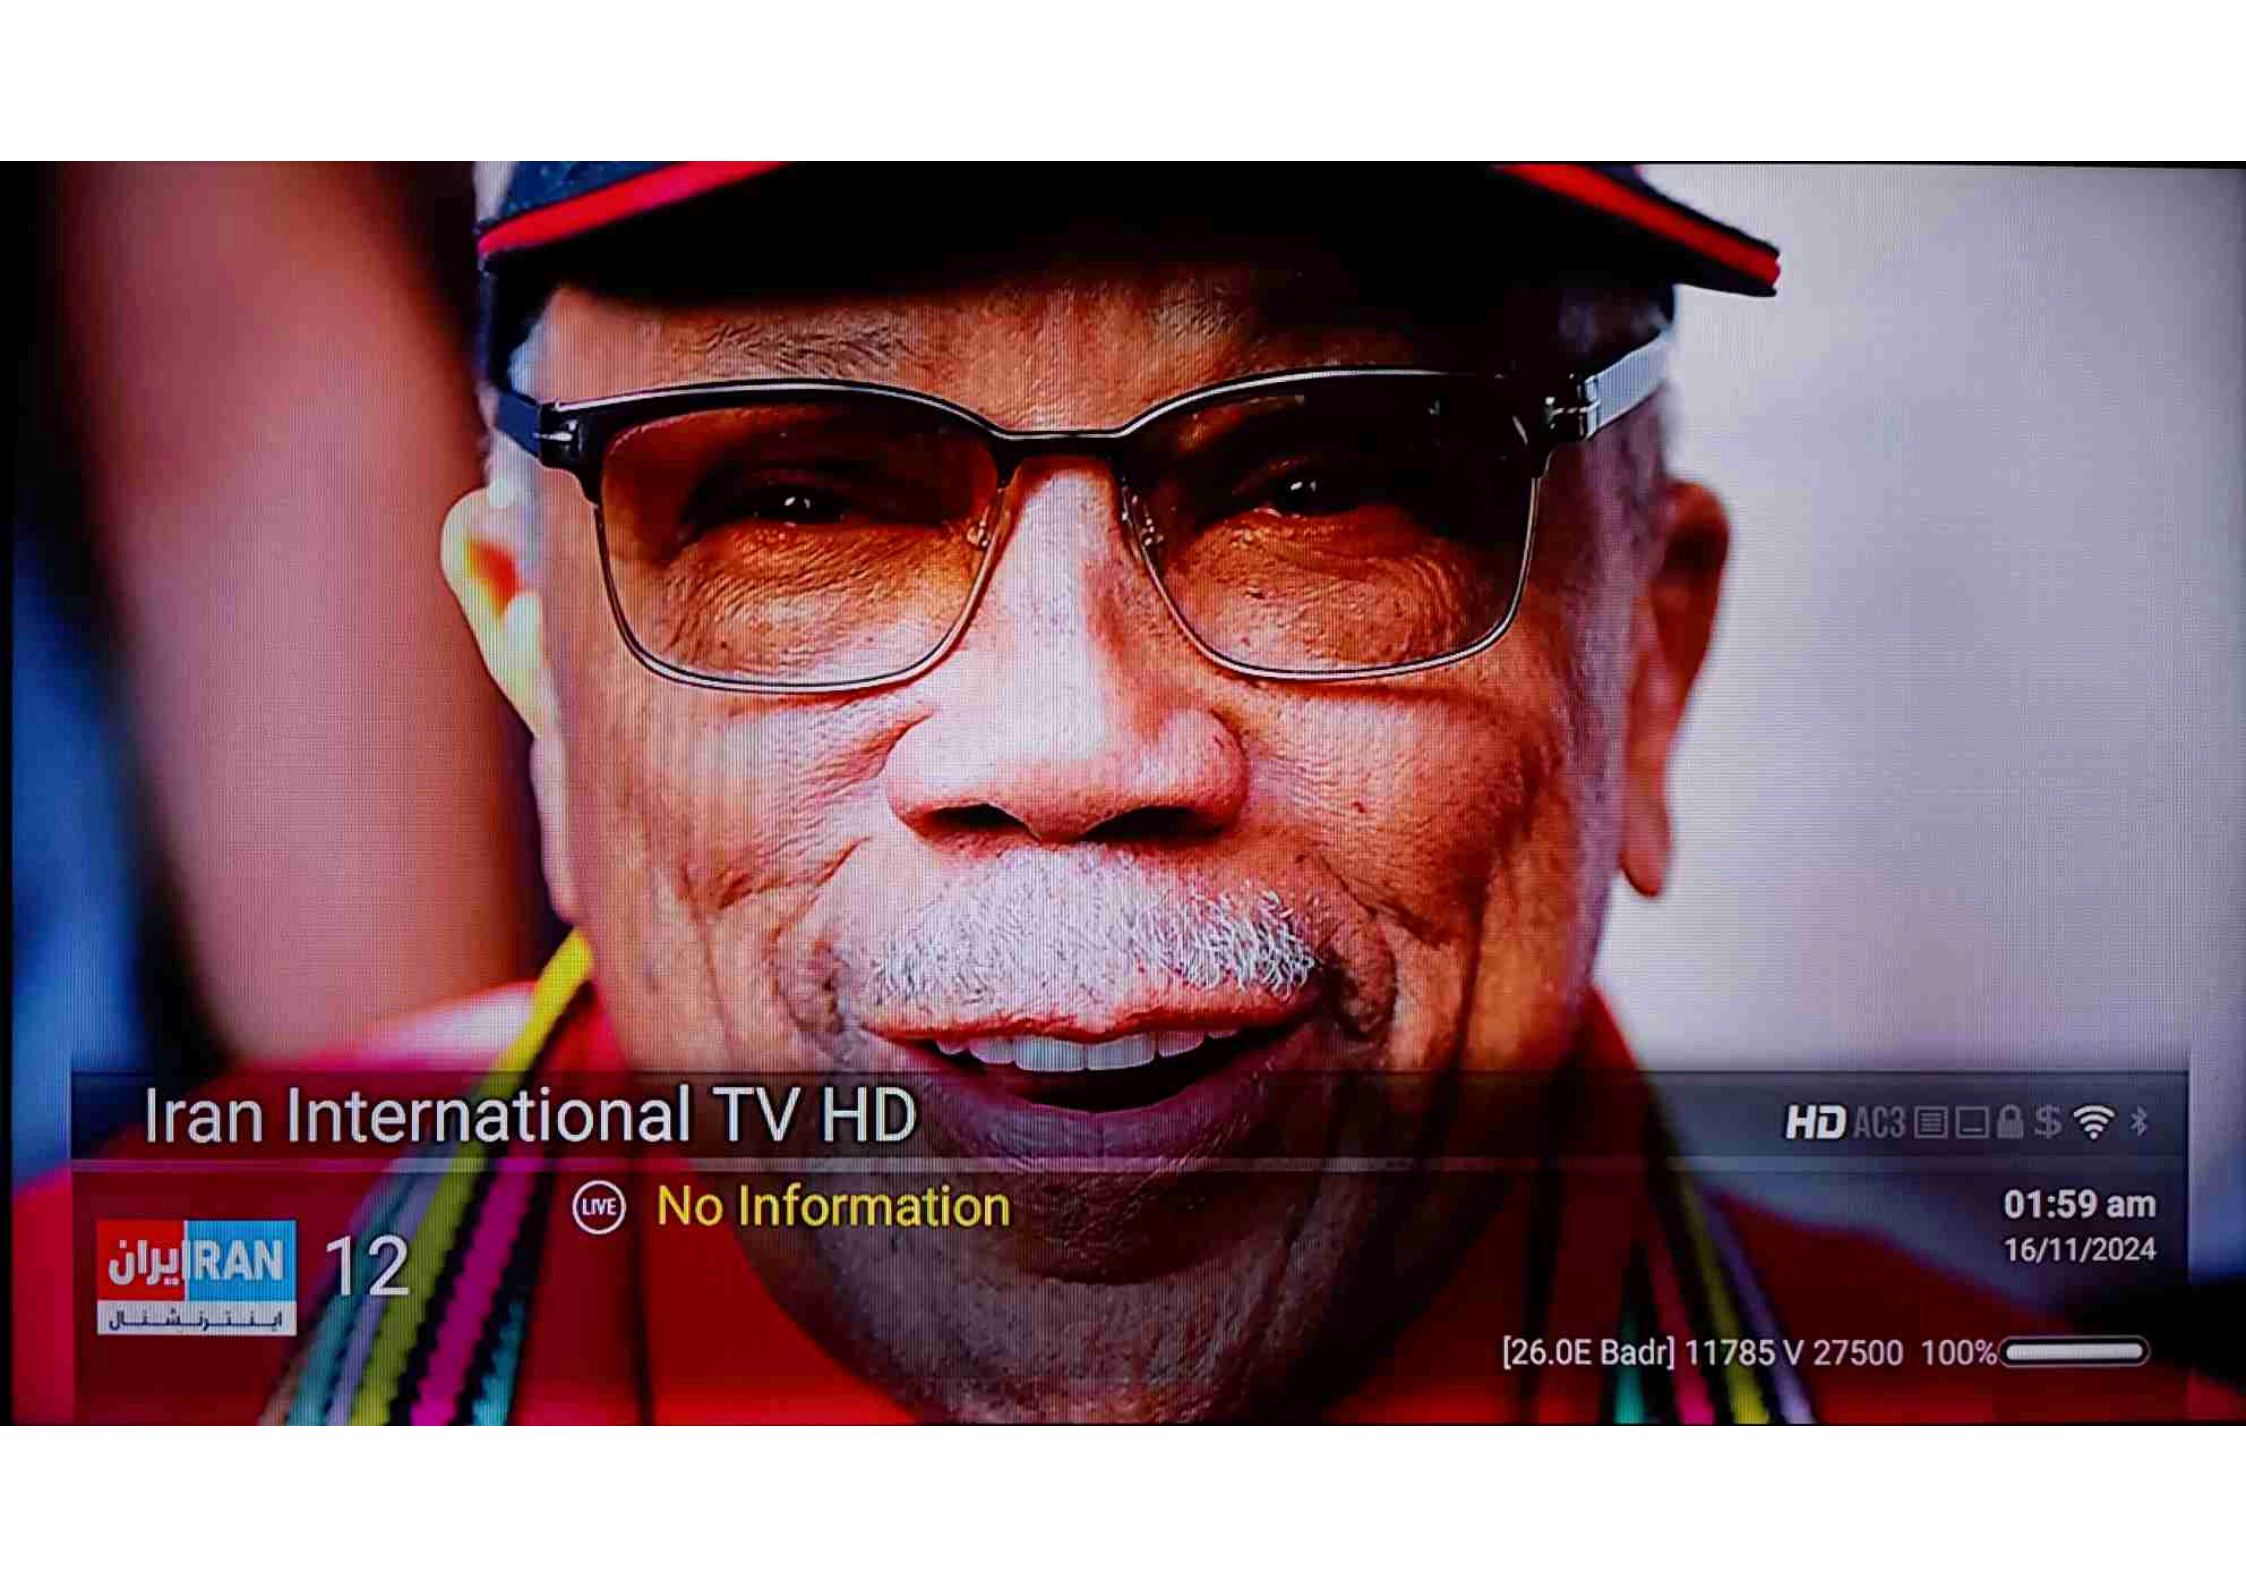 Iran International TV HD
HD AC3 $
LIVE No Information
01:59 am
16/11/2024
ایران IRAN
اینترنشنال
12
[26.0E Badr] 11785 V 27500 100%